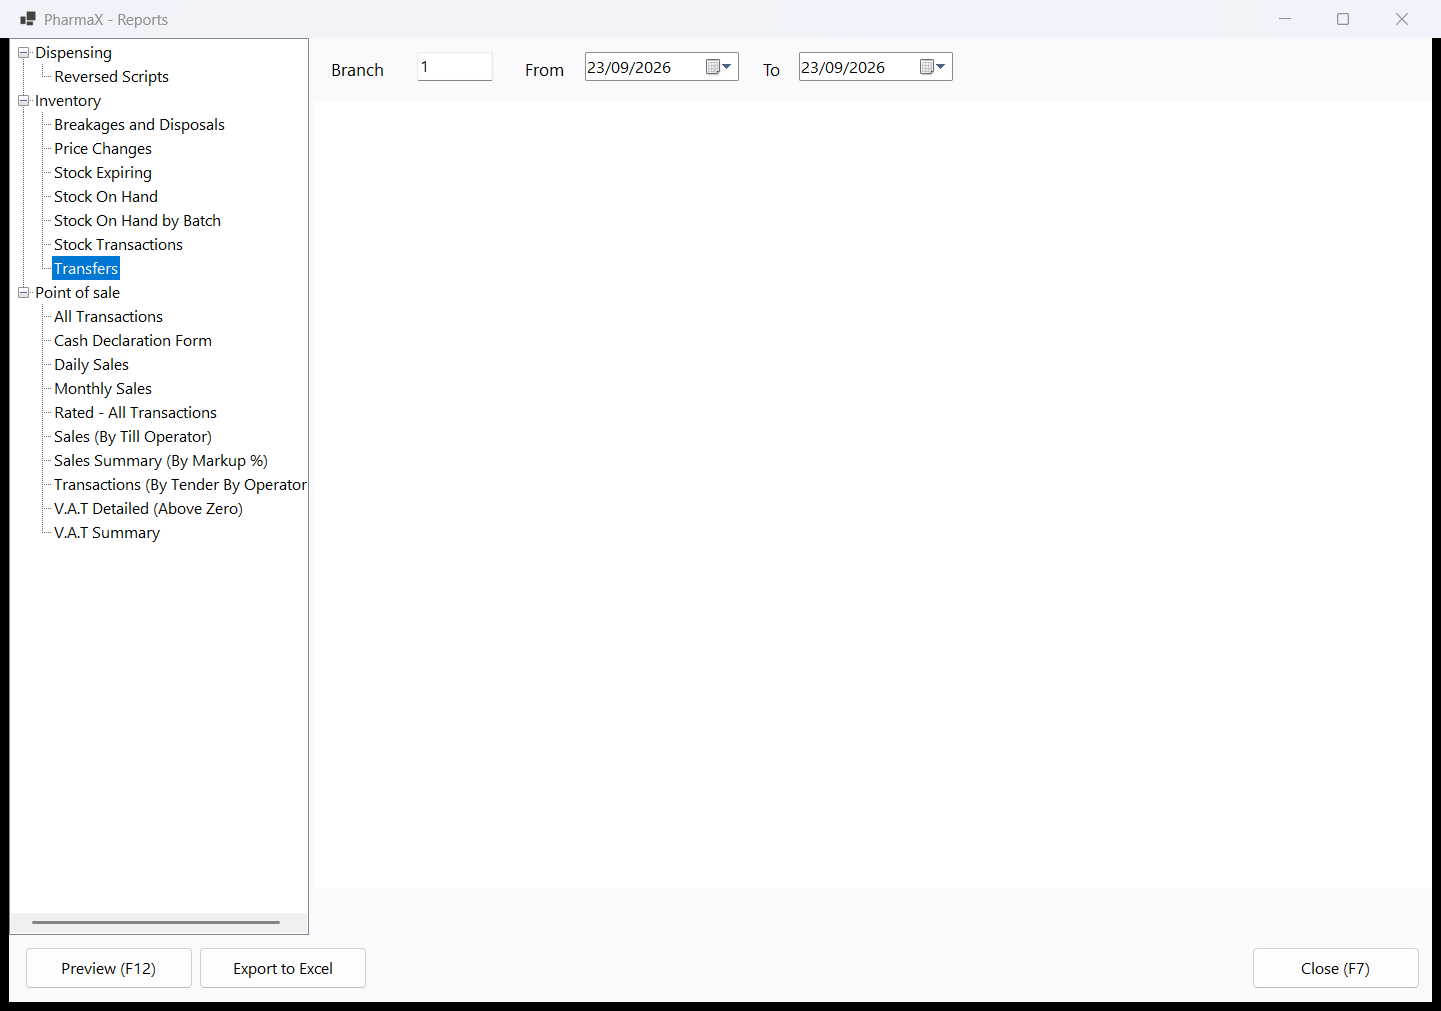 PharmaX - Reports
Dispensing
Reversed Scripts
Inventory
Breakages and Disposals
Price Changes
Stock Expiring
Stock On Hand
Stock On Hand by Batch
Stock Transactions
Transfers
Point of sale
All Transactions
Cash Declaration Form
Daily Sales
Monthly Sales
Rated - All Transactions
Sales (By Till Operator)
Sales Summary (By Markup %)
Transactions (By Tender By Operator
V.A.T Detailed (Above Zero)
V.A.T Summary
Branch 1 From 23/09/2026 To 23/09/2026
Preview (F12) Export to Excel Close (F7)